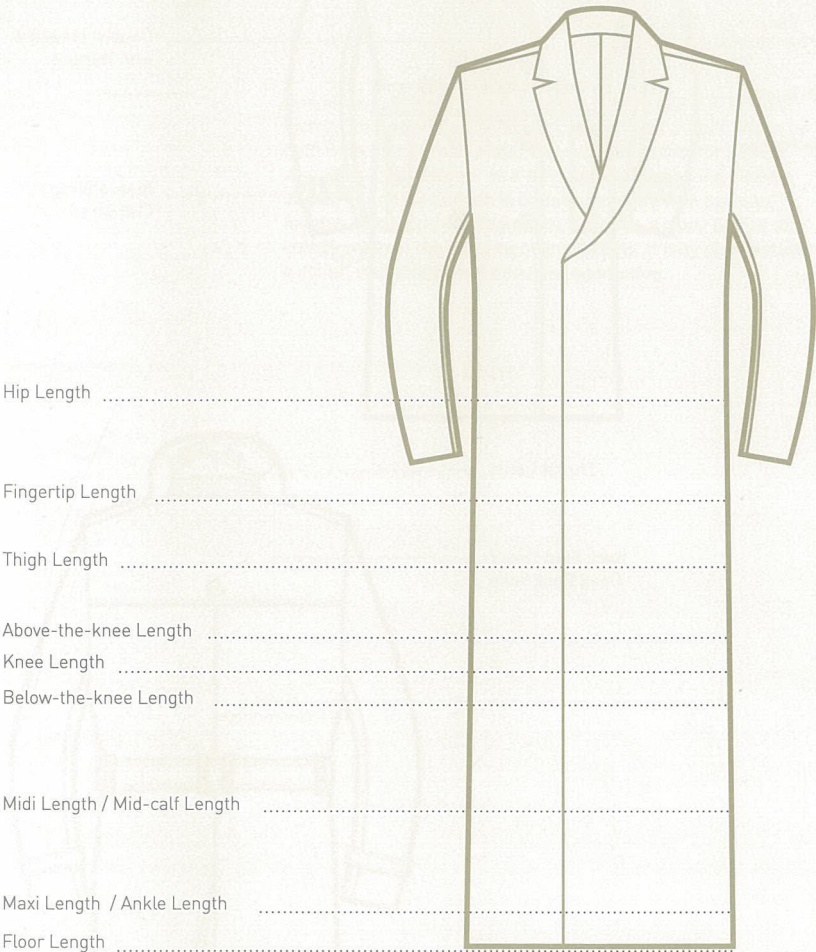 Hip Length
Fingertip Length
Thigh Length
Above-the-knee Length
Knee Length
Below-the-knee Length
Midi Length / Mid-calf Length
Maxi Length / Ankle Length
Floor Length